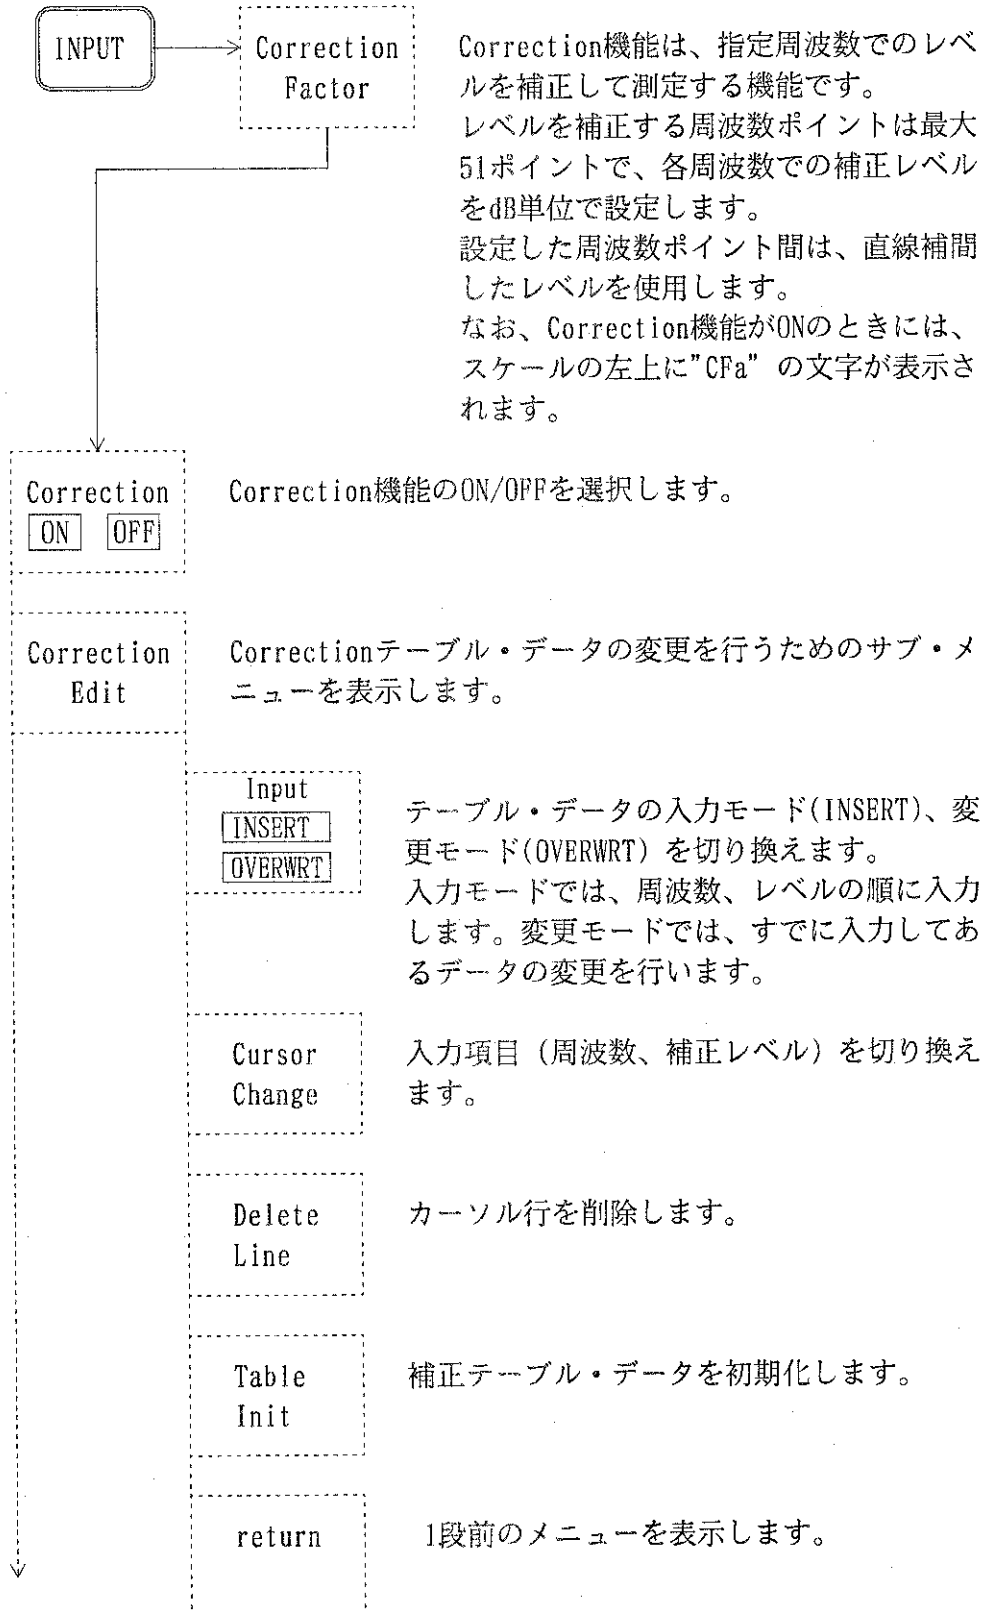 INPUT
Correction
Factor
Correction機能は、指定周波数でのレベ
ルを補正して測定する機能です。
レベルを補正する周波数ポイントは最大
51ポイントで、各周波数での補正レベル
をdB単位で設定します。
設定した周波数ポイント間は、直線補間
したレベルを使用します。
なお、Correction機能がONのときには、
スケールの左上に"CFa" の文字が表示さ
れます。
Correction
ON OFF
Correction機能のON/OFFを選択します。
Correction
Edit
Correctionテーブル・データの変更を行うためのサブ・メ
ニューを表示します。
Input
INSERT
OVERWRT
テーブル・データの入力モード(INSERT)、変
更モード(OVERWRT) を切り換えます。
入力モードでは、周波数、レベルの順に入力
します。変更モードでは、すでに入力してあ
るデータの変更を行います。
Cursor
Change
入力項目（周波数、補正レベル）を切り換え
ます。
Delete
Line
カーソル行を削除します。
Table
Init
補正テーブル・データを初期化します。
return
1段前のメニューを表示します。